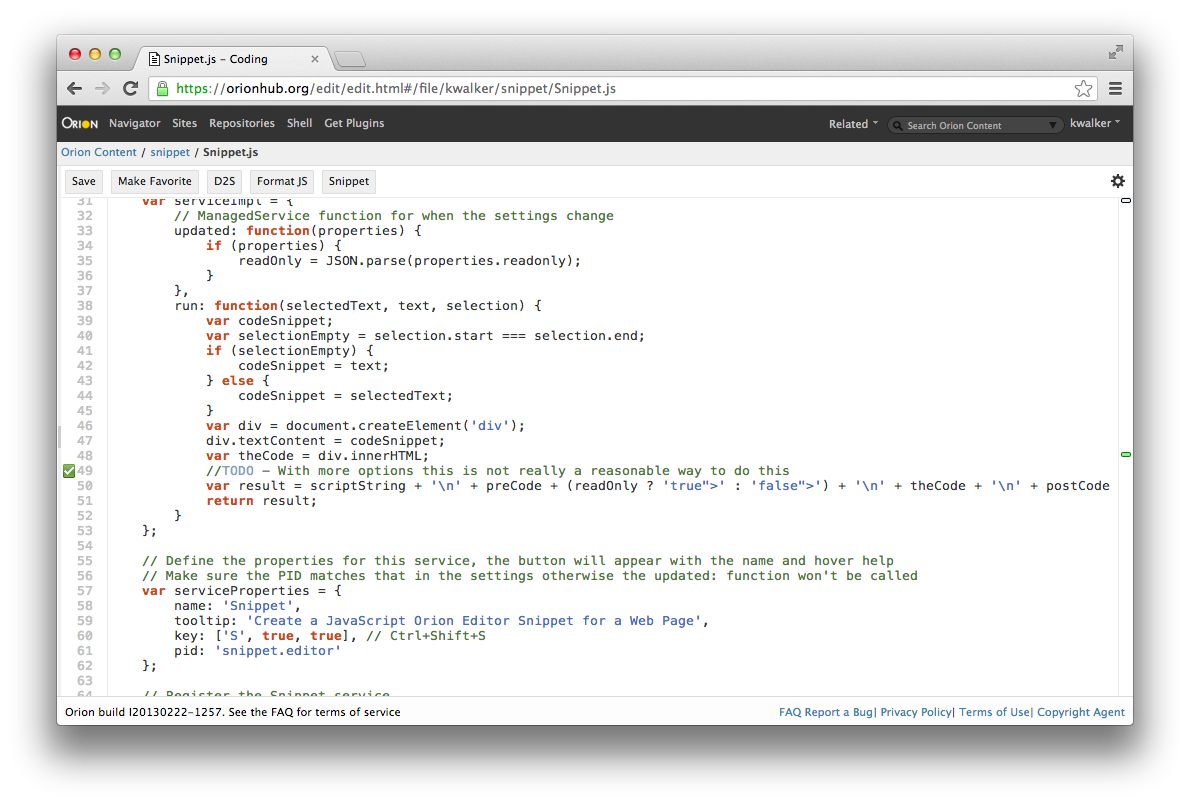 Snippet.js – Coding
https://orionhub.org/edit/edit.html#/file/kwalker/snippet/Snippet.js
ORION Navigator Sites Repositories Shell Get Plugins Related Search Orion Content kwalker
Orion Content / snippet / Snippet.js
Save Make Favorite D2S Format JS Snippet
31 var serviceImpl = {
32 // ManagedService function for when the settings change
33 updated: function(properties) {
34 if (properties) {
35 readOnly = JSON.parse(properties.readonly);
36 }
37 },
38 run: function(selectedText, text, selection) {
39 var codeSnippet;
40 var selectionEmpty = selection.start === selection.end;
41 if (selectionEmpty) {
42 codeSnippet = text;
43 } else {
44 codeSnippet = selectedText;
45 }
46 var div = document.createElement('div');
47 div.textContent = codeSnippet;
48 var theCode = div.innerHTML;
49 //TODO – With more options this is not really a reasonable way to do this
50 var result = scriptString + '\n' + preCode + (readOnly ? 'true">' : 'false">') + '\n' + theCode + '\n' + postCode
51 return result;
52 }
53 };
54
55 // Define the properties for this service, the button will appear with the name and hover help
56 // Make sure the PID matches that in the settings otherwise the updated: function won't be called
57 var serviceProperties = {
58 name: 'Snippet',
59 tooltip: 'Create a JavaScript Orion Editor Snippet for a Web Page',
60 key: ['S', true, true], // Ctrl+Shift+S
61 pid: 'snippet.editor'
62 };
63
64 // Register the Snippet service
Orion build I20130222-1257. See the FAQ for terms of service FAQ Report a Bug| Privacy Policy| Terms of Use| Copyright Agent